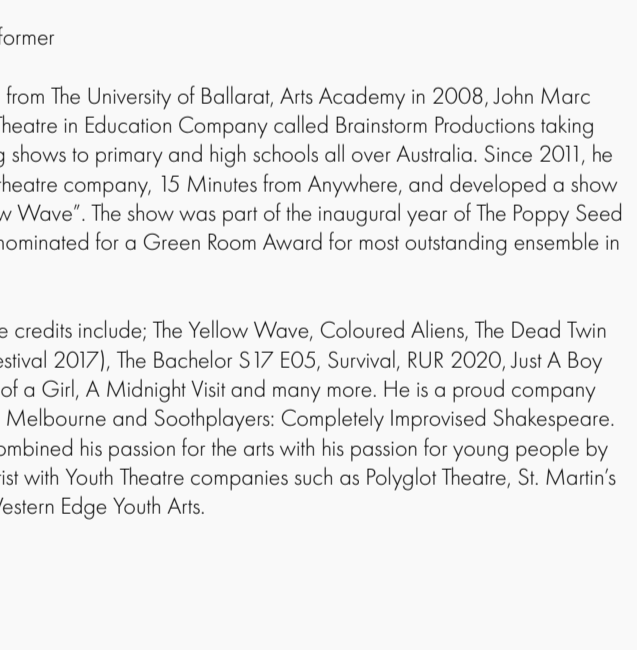 former
from The University of Ballarat, Arts Academy in 2008, John Marc
Theatre in Education Company called Brainstorm Productions taking
g shows to primary and high schools all over Australia. Since 2011, he
theatre company, 15 Minutes from Anywhere, and developed a show
w Wave”. The show was part of the inaugural year of The Poppy Seed
nominated for a Green Room Award for most outstanding ensemble in
e credits include; The Yellow Wave, Coloured Aliens, The Dead Twin
estival 2017), The Bachelor S17 E05, Survival, RUR 2020, Just A Boy
of a Girl, A Midnight Visit and many more. He is a proud company
Melbourne and Soothplayers: Completely Improvised Shakespeare.
ombined his passion for the arts with his passion for young people by
tist with Youth Theatre companies such as Polyglot Theatre, St. Martin’s
Western Edge Youth Arts.